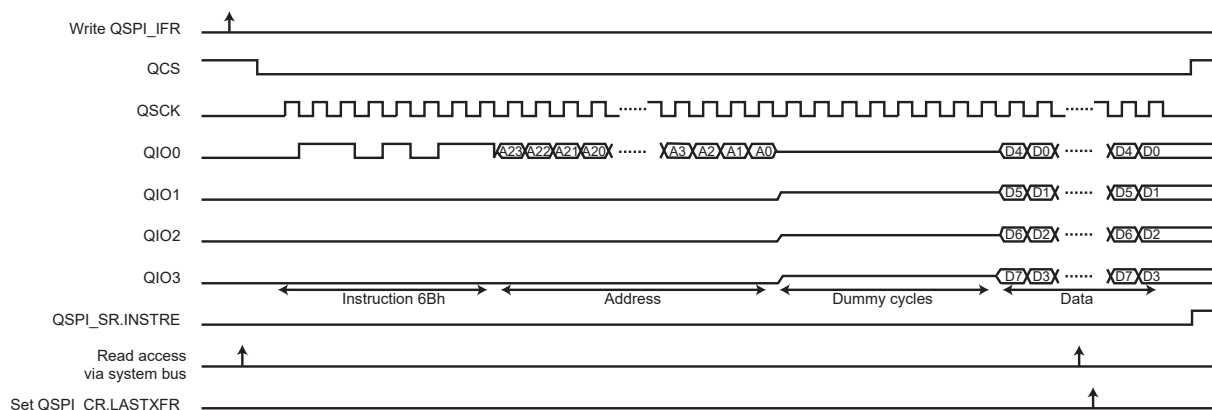 Write QSPI_IFR
QCS
QSCK
QIO0 A23 A22 A21 A20 A3 A2 A1 A0 D4 D0 D4 D0
QIO1 D5 D1 D5 D1
QIO2 D6 D2 D6 D2
QIO3 D7 D3 D7 D3
Instruction 6Bh Address Dummy cycles Data
QSPI_SR.INSTRE
Read access
via system bus
Set QSPI_CR.LASTXFR